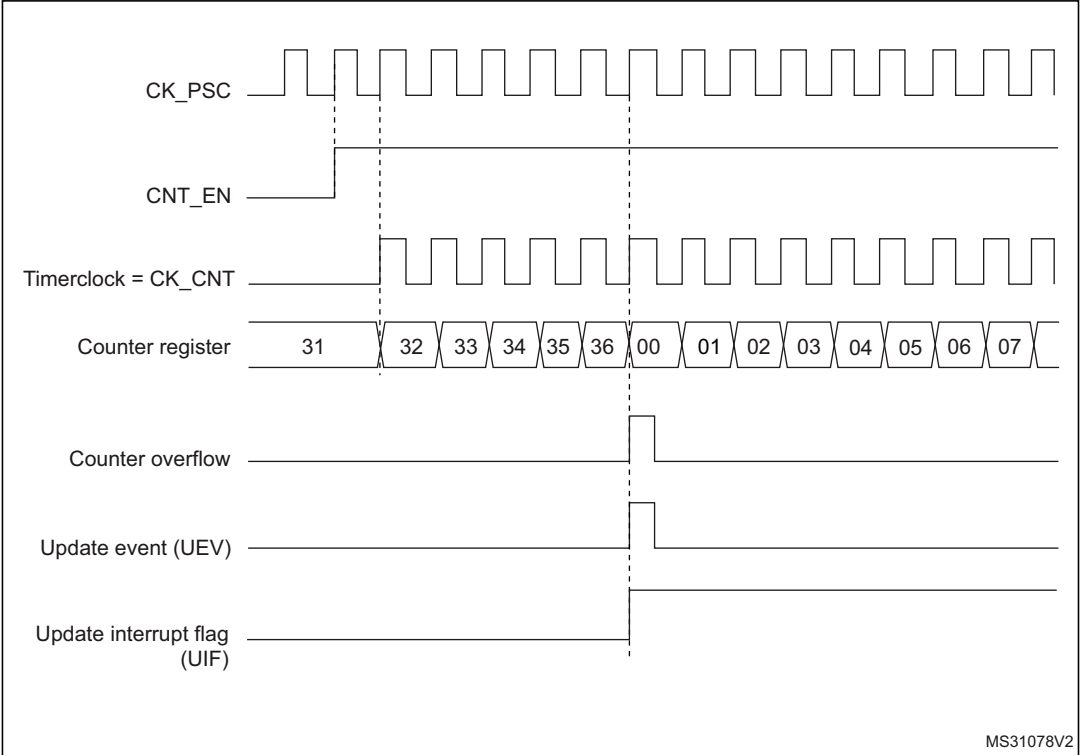 CK_PSC
CNT_EN
Timerclock = CK_CNT
Counter register 31 32 33 34 35 36 00 01 02 03 04 05 06 07
Counter overflow
Update event (UEV)
Update interrupt flag
(UIF)
MS31078V2